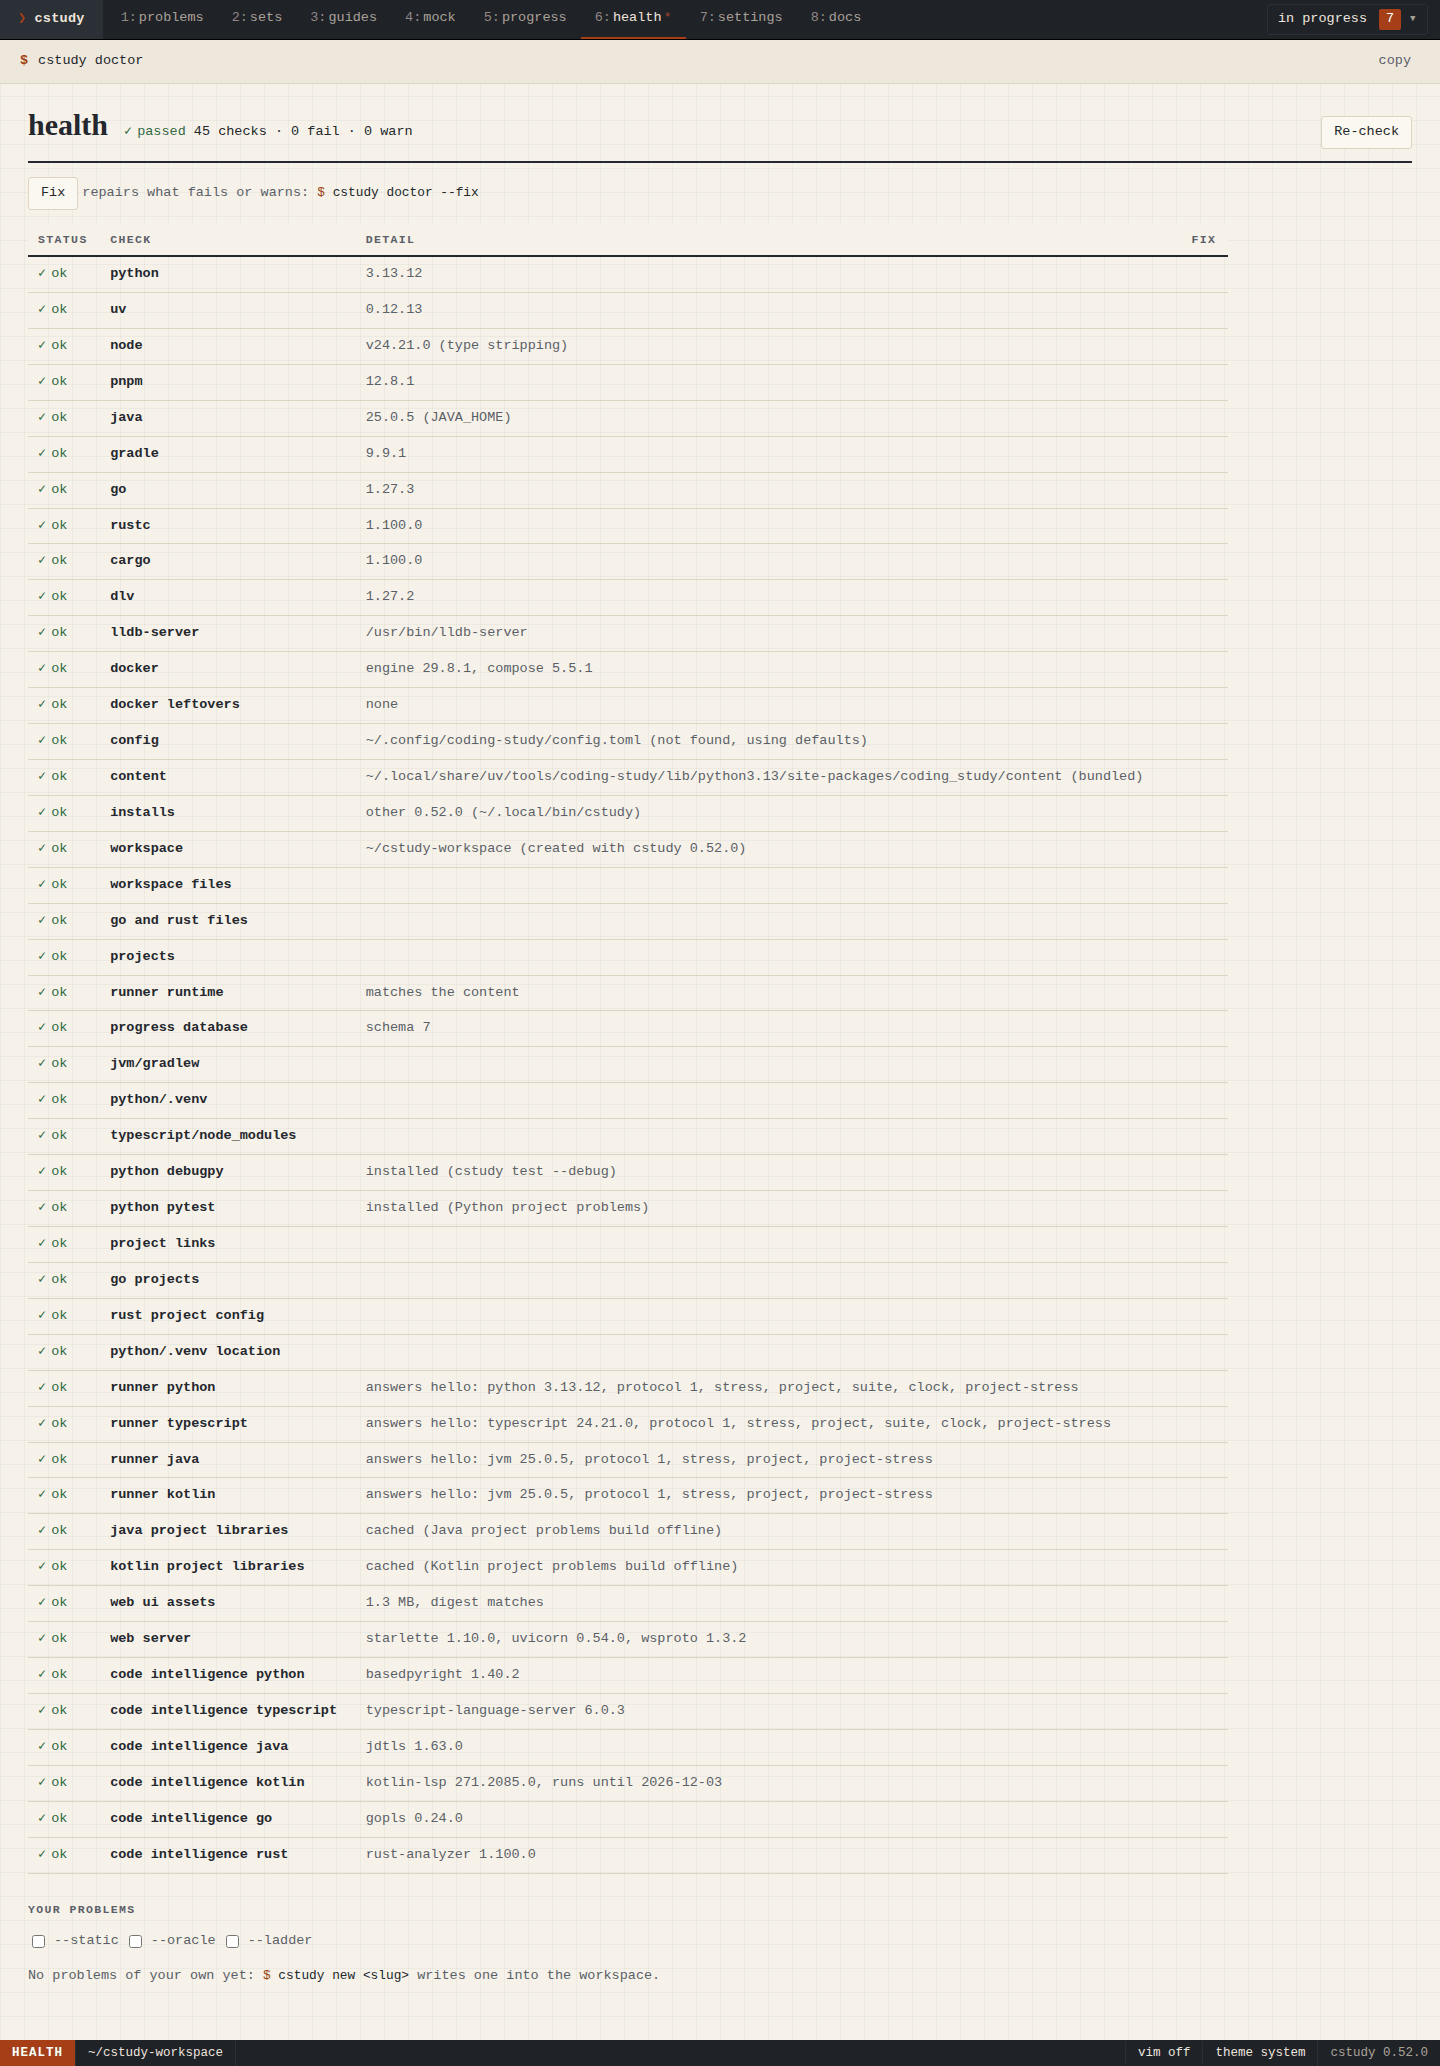 ❯ cstudy 1:problems 2:sets 3:guides 4:mock 5:progress 6:health* 7:settings 8:docs in progress 7 ▾
$ cstudy doctor copy
health ✓ passed 45 checks · 0 fail · 0 warn Re-check
Fix repairs what fails or warns: $ cstudy doctor --fix
STATUS CHECK DETAIL FIX
✓ ok python 3.13.12
✓ ok uv 0.12.13
✓ ok node v24.21.0 (type stripping)
✓ ok pnpm 12.8.1
✓ ok java 25.0.5 (JAVA_HOME)
✓ ok gradle 9.9.1
✓ ok go 1.27.3
✓ ok rustc 1.100.0
✓ ok cargo 1.100.0
✓ ok dlv 1.27.2
✓ ok lldb-server /usr/bin/lldb-server
✓ ok docker engine 29.8.1, compose 5.5.1
✓ ok docker leftovers none
✓ ok config ~/.config/coding-study/config.toml (not found, using defaults)
✓ ok content ~/.local/share/uv/tools/coding-study/lib/python3.13/site-packages/coding_study/content (bundled)
✓ ok installs other 0.52.0 (~/.local/bin/cstudy)
✓ ok workspace ~/cstudy-workspace (created with cstudy 0.52.0)
✓ ok workspace files
✓ ok go and rust files
✓ ok projects
✓ ok runner runtime matches the content
✓ ok progress database schema 7
✓ ok jvm/gradlew
✓ ok python/.venv
✓ ok typescript/node_modules
✓ ok python debugpy installed (cstudy test --debug)
✓ ok python pytest installed (Python project problems)
✓ ok project links
✓ ok go projects
✓ ok rust project config
✓ ok python/.venv location
✓ ok runner python answers hello: python 3.13.12, protocol 1, stress, project, suite, clock, project-stress
✓ ok runner typescript answers hello: typescript 24.21.0, protocol 1, stress, project, suite, clock, project-stress
✓ ok runner java answers hello: jvm 25.0.5, protocol 1, stress, project, project-stress
✓ ok runner kotlin answers hello: jvm 25.0.5, protocol 1, stress, project, project-stress
✓ ok java project libraries cached (Java project problems build offline)
✓ ok kotlin project libraries cached (Kotlin project problems build offline)
✓ ok web ui assets 1.3 MB, digest matches
✓ ok web server starlette 1.10.0, uvicorn 0.54.0, wsproto 1.3.2
✓ ok code intelligence python basedpyright 1.40.2
✓ ok code intelligence typescript typescript-language-server 6.0.3
✓ ok code intelligence java jdtls 1.63.0
✓ ok code intelligence kotlin kotlin-lsp 271.2085.0, runs until 2026-12-03
✓ ok code intelligence go gopls 0.24.0
✓ ok code intelligence rust rust-analyzer 1.100.0
YOUR PROBLEMS
--static --oracle --ladder
No problems of your own yet: $ cstudy new <slug> writes one into the workspace.
HEALTH ~/cstudy-workspace vim off theme system cstudy 0.52.0